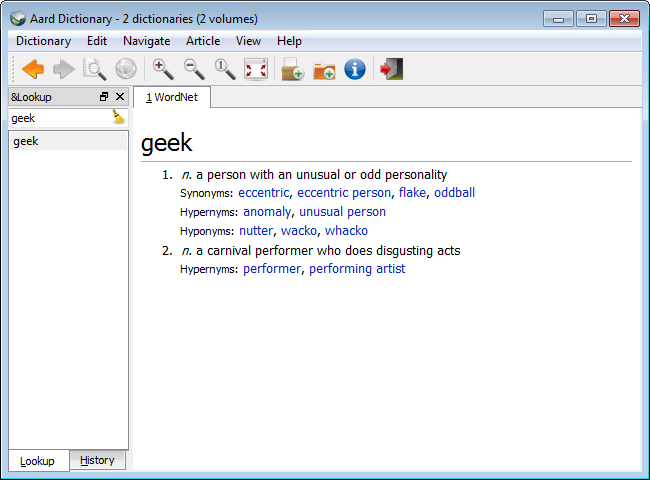 Aard Dictionary - 2 dictionaries (2 volumes)
Dictionary Edit Navigate Article View Help
1
&Lookup
geek
geek
Lookup History
1 WordNet
geek
1. n. a person with an unusual or odd personality
Synonyms: eccentric, eccentric person, flake, oddball
Hypernyms: anomaly, unusual person
Hyponyms: nutter, wacko, whacko
2. n. a carnival performer who does disgusting acts
Hypernyms: performer, performing artist